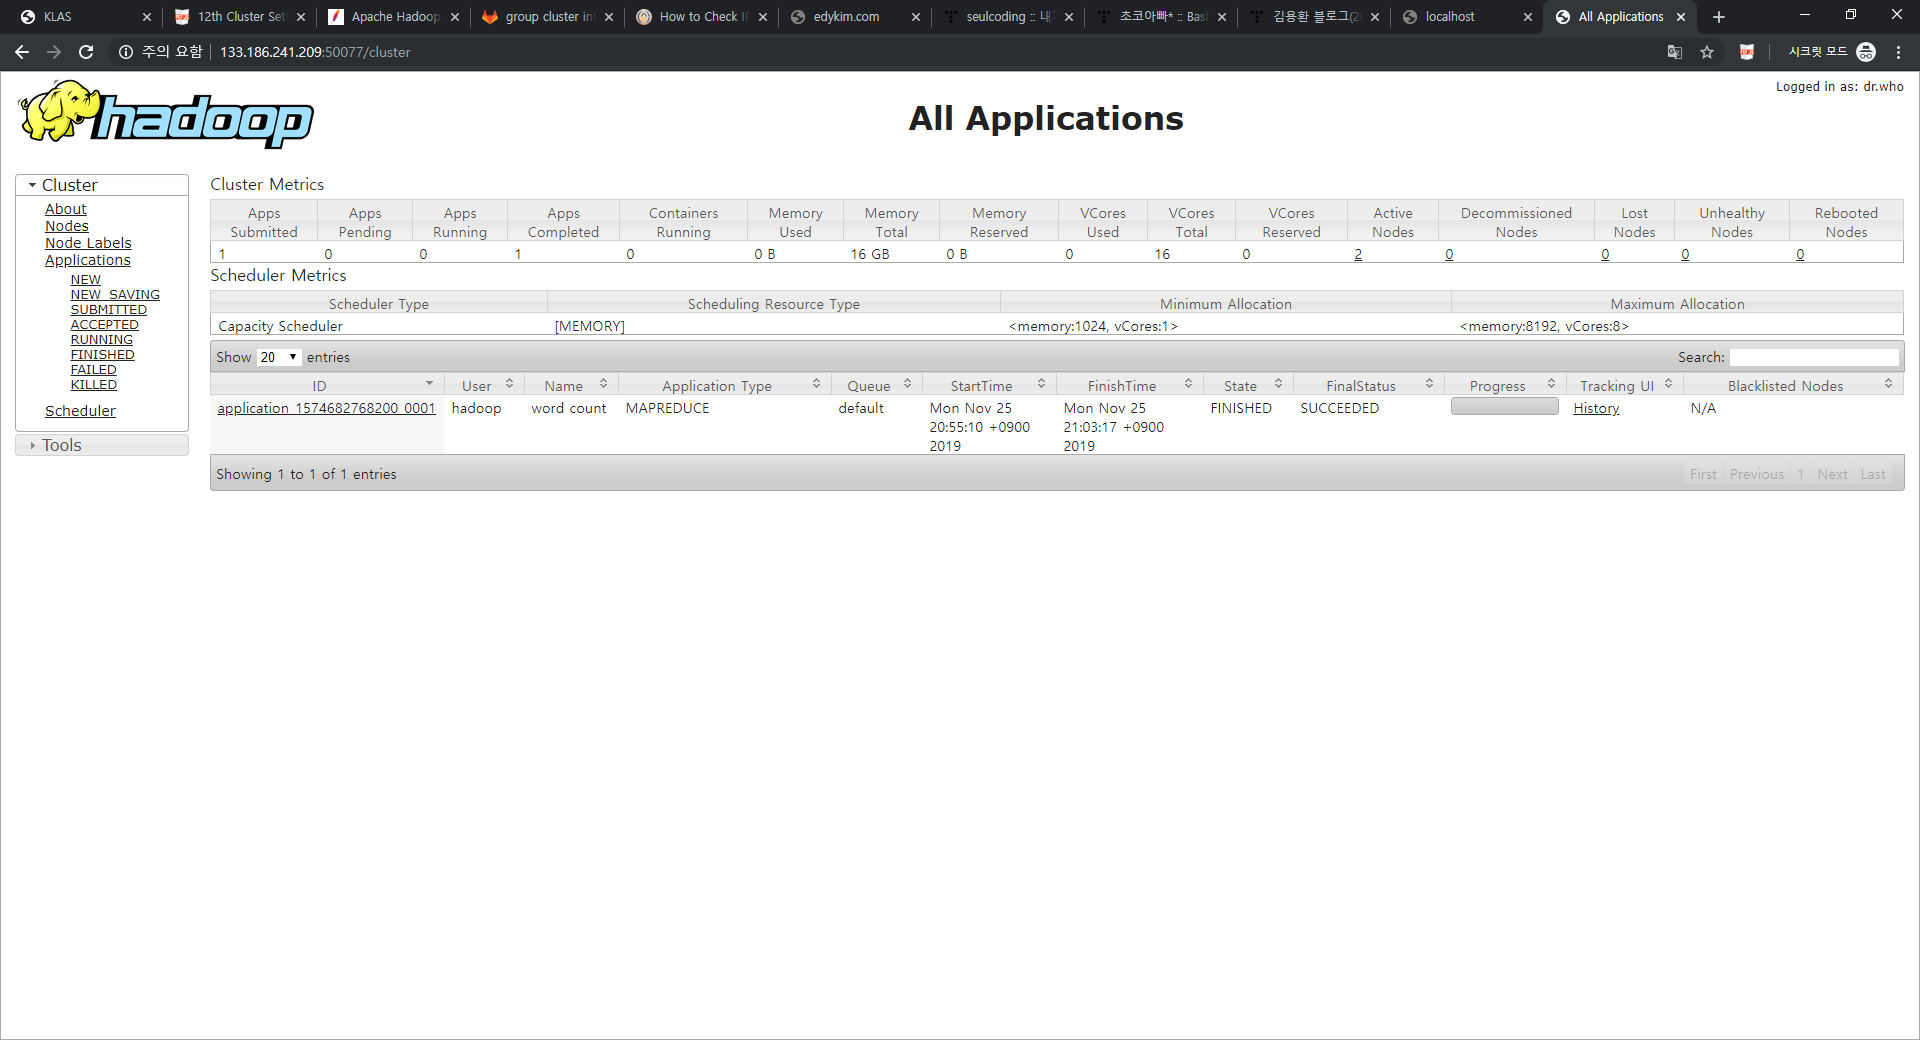 KLAS
12th Cluster Set
Apache Hadoop
group cluster in
How to Check I
edykim.com
seulcoding :: 내
초코아빠* :: Bas
김용환 블로그(2
localhost
All Applications
주의 요함 133.186.241.209:50077/cluster
시크릿 모드
Logged in as: dr.who
hadoop
All Applications
Cluster
About
Nodes
Node Labels
Applications
NEW
NEW_SAVING
SUBMITTED
ACCEPTED
RUNNING
FINISHED
FAILED
KILLED
Scheduler
Tools
Cluster Metrics
Apps Submitted Apps Pending Apps Running Apps Completed Containers Running Memory Used Memory Total Memory Reserved VCores Used VCores Total VCores Reserved Active Nodes Decommissioned Nodes Lost Nodes Unhealthy Nodes Rebooted Nodes
1 0 0 1 0 0 B 16 GB 0 B 0 16 0 2 0 0 0 0
Scheduler Metrics
Scheduler Type Scheduling Resource Type Minimum Allocation Maximum Allocation
Capacity Scheduler [MEMORY] <memory:1024, vCores:1> <memory:8192, vCores:8>
Show 20 entries Search:
ID User Name Application Type Queue StartTime FinishTime State FinalStatus Progress Tracking UI Blacklisted Nodes
application_1574682768200_0001 hadoop word count MAPREDUCE default Mon Nov 25 20:55:10 +0900 2019 Mon Nov 25 21:03:17 +0900 2019 FINISHED SUCCEEDED History N/A
Showing 1 to 1 of 1 entries First Previous 1 Next Last